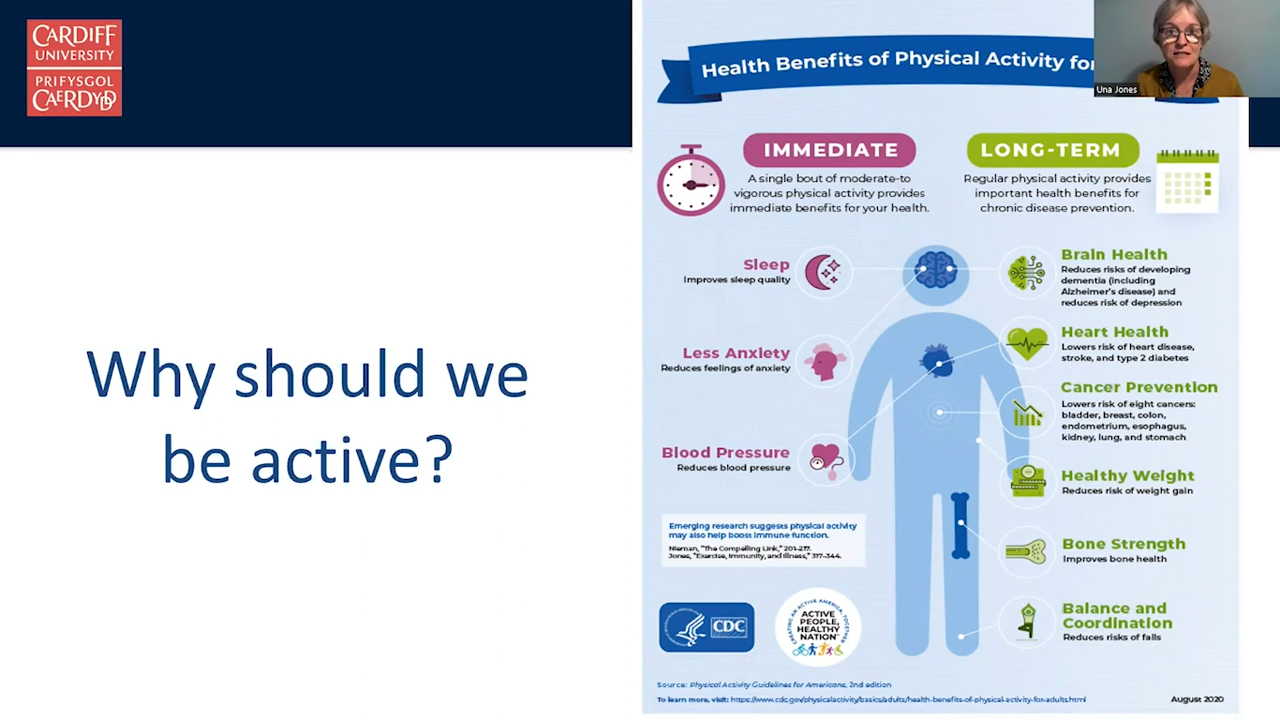 CARDIFF
UNIVERSITY
PRIFYSGOL
CAERDYDD
Why should we
be active?
Health Benefits of Physical Activity for
Una Jones
IMMEDIATE
A single bout of moderate-to
vigorous physical activity provides
immediate benefits for your health.
LONG-TERM
Regular physical activity provides
important health benefits for
chronic disease prevention.
Sleep
Improves sleep quality
Less Anxiety
Reduces feelings of anxiety
Blood Pressure
Reduces blood pressure
Brain Health
Reduces risks of developing
dementia (including
Alzheimer's disease) and
reduces risk of depression
Heart Health
Lowers risk of heart disease,
stroke, and type 2 diabetes
Cancer Prevention
Lowers risk of eight cancers:
bladder, breast, colon,
endometrium, esophagus,
kidney, lung, and stomach
Healthy Weight
Reduces risk of weight gain
Bone Strength
Improves bone health
Balance and
Coordination
Reduces risks of falls
Emerging research suggests physical activity
may also help boost immune function.
Nieman, "The Compelling Link," 201-217.
Jones, "Exercise, Immunity, and Illness," 317-344.
CDC
CREATING AN ACTIVE AMERICA, TOGETHER
ACTIVE
PEOPLE,
HEALTHY
NATION
Source: Physical Activity Guidelines for Americans, 2nd edition
To learn more, visit: https://www.cdc.gov/physicalactivity/basics/adults/health-benefits-of-physical-activity-for-adults.html
August 2020